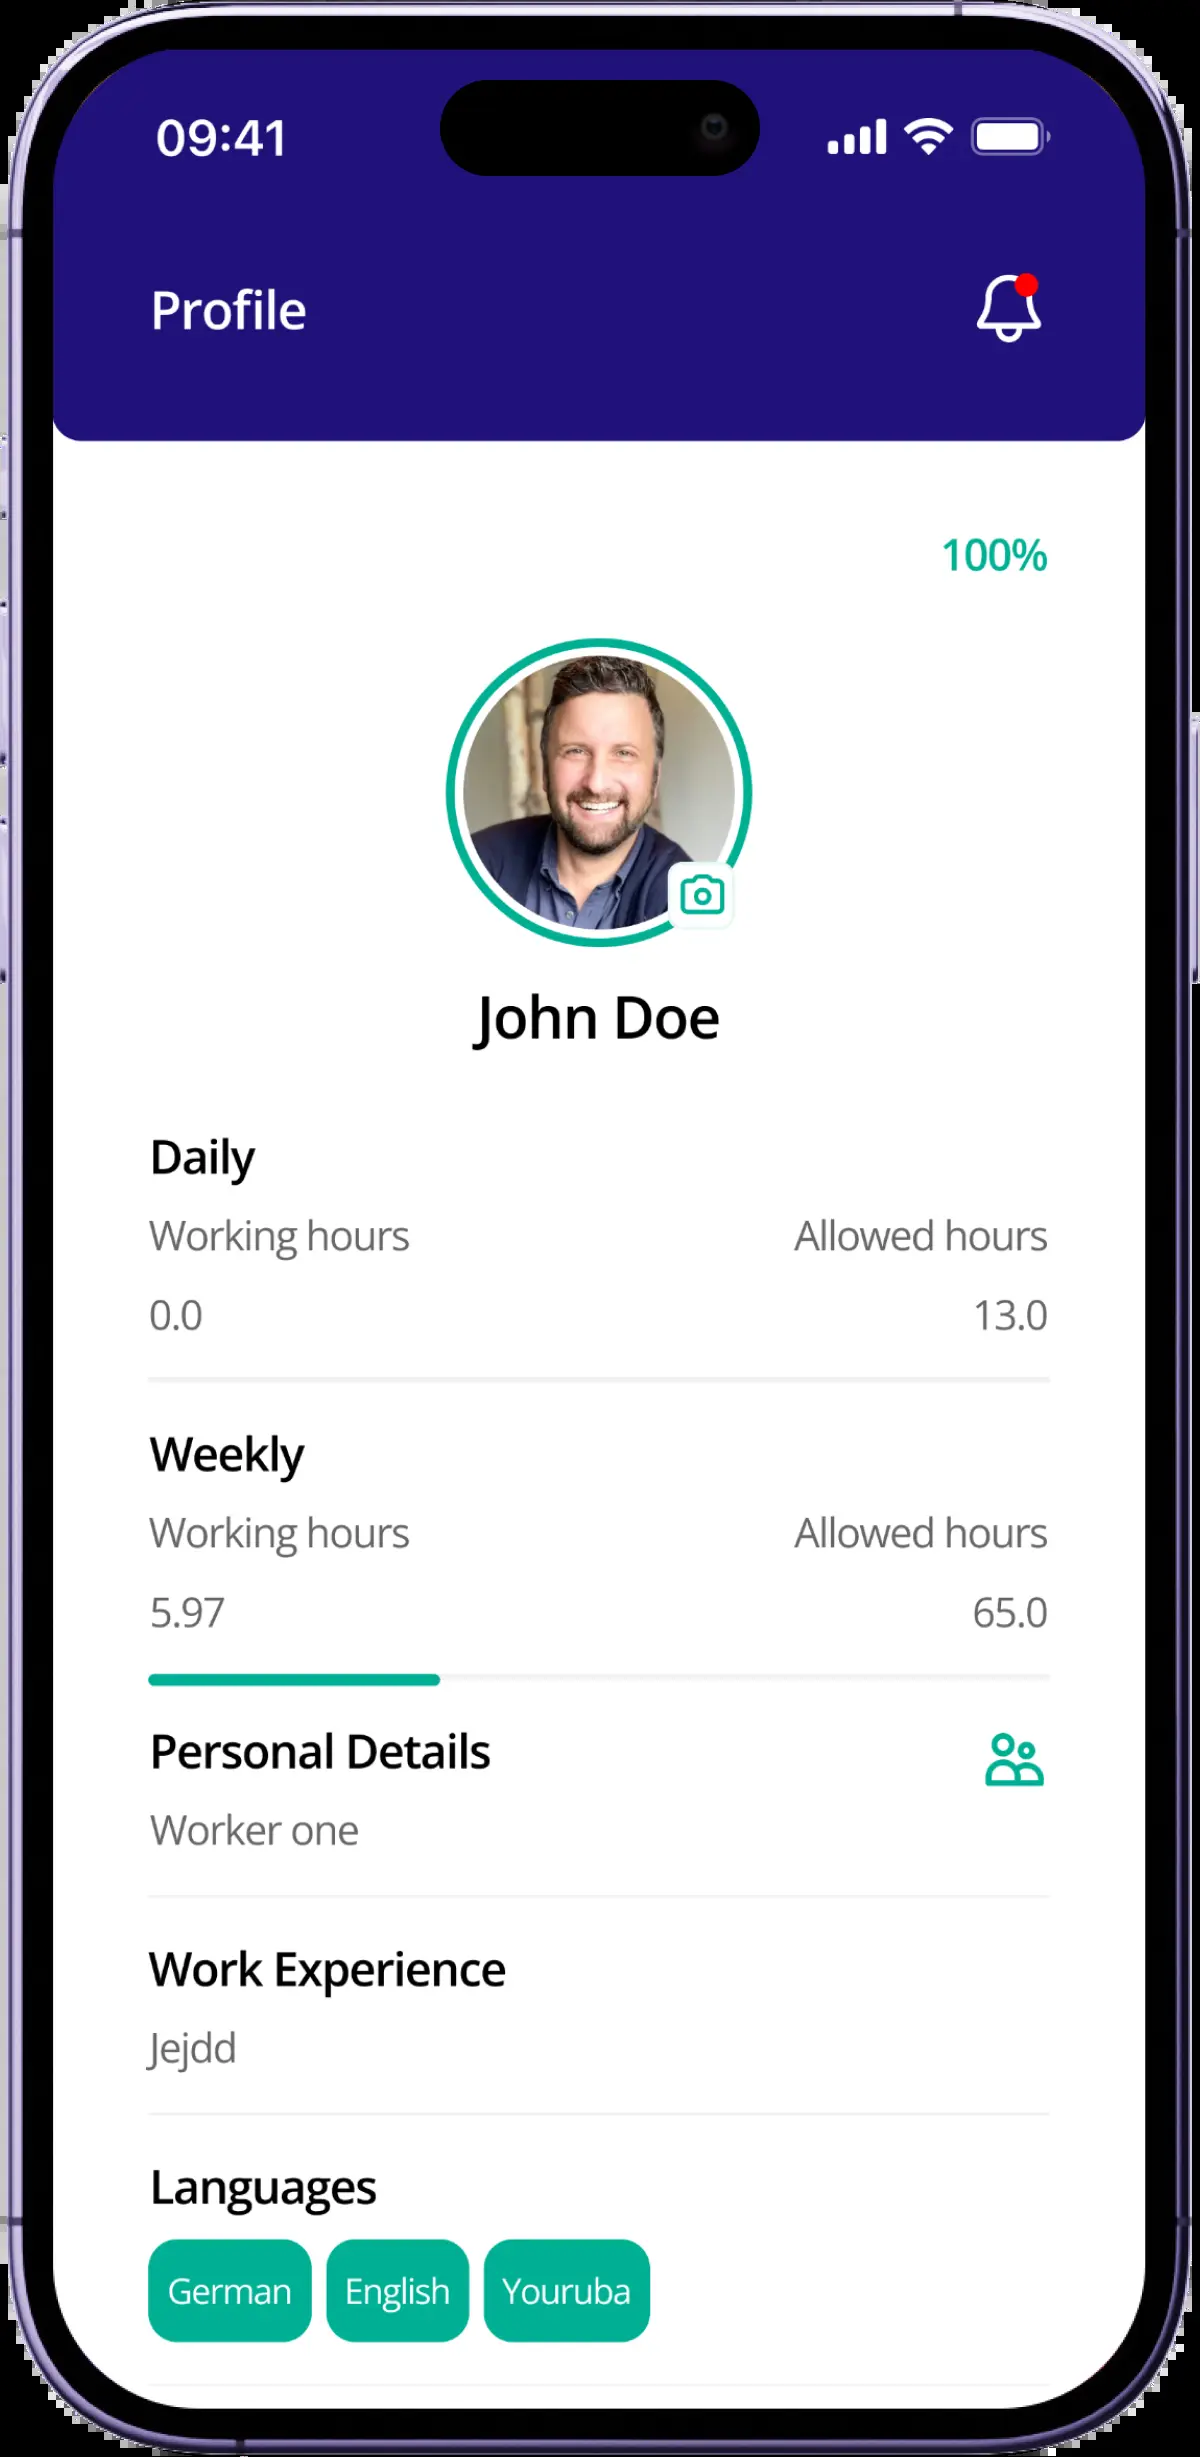 09:41
Profile
100%
John Doe
Daily
Working hours Allowed hours
0.0 13.0
Weekly
Working hours Allowed hours
5.97 65.0
Personal Details
Worker one
Work Experience
Jejdd
Languages
German English Youruba